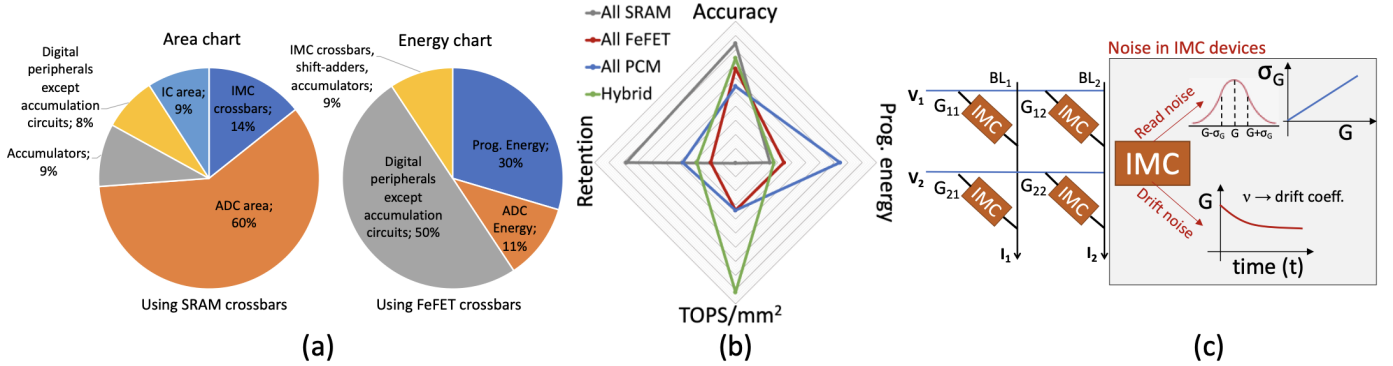 Area chart
Digital
peripherals
except
accumulation
circuits; 8%
IC area;
9%
IMC
crossbars;
14%
Accumulators;
9%
ADC area;
60%
Using SRAM crossbars
Energy chart
IMC crossbars,
shift-adders,
accumulators;
9%
Prog. Energy;
30%
Digital
peripherals
except
accumulation
circuits; 50%
ADC
Energy;
11%
Using FeFET crossbars
(a)
All SRAM
All FeFET
All PCM
Hybrid
Accuracy
Retention
Prog. energy
TOPS/mm²
(b)
Noise in IMC devices
BL₁
BL₂
V₁
G₁₁
IMC
G₁₂
IMC
V₂
G₂₁
IMC
G₂₂
IMC
I₁
I₂
IMC
Read noise
G-σG
G
G+σG
σG
G
Drift noise
G
ν → drift coeff.
time (t)
(c)